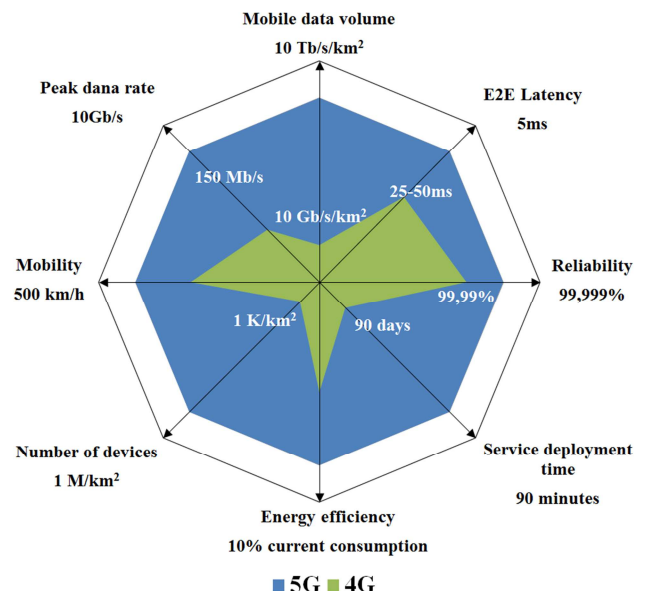 Mobile data volume
10 Tb/s/km²
Peak dana rate
10Gb/s
E2E Latency
5ms
150 Mb/s
25-50ms
10 Gb/s/km²
Mobility
500 km/h
Reliability
99,999%
99,99%
1 K/km²
90 days
Number of devices
1 M/km²
Service deployment
time
90 minutes
Energy efficiency
10% current consumption
5G 4G